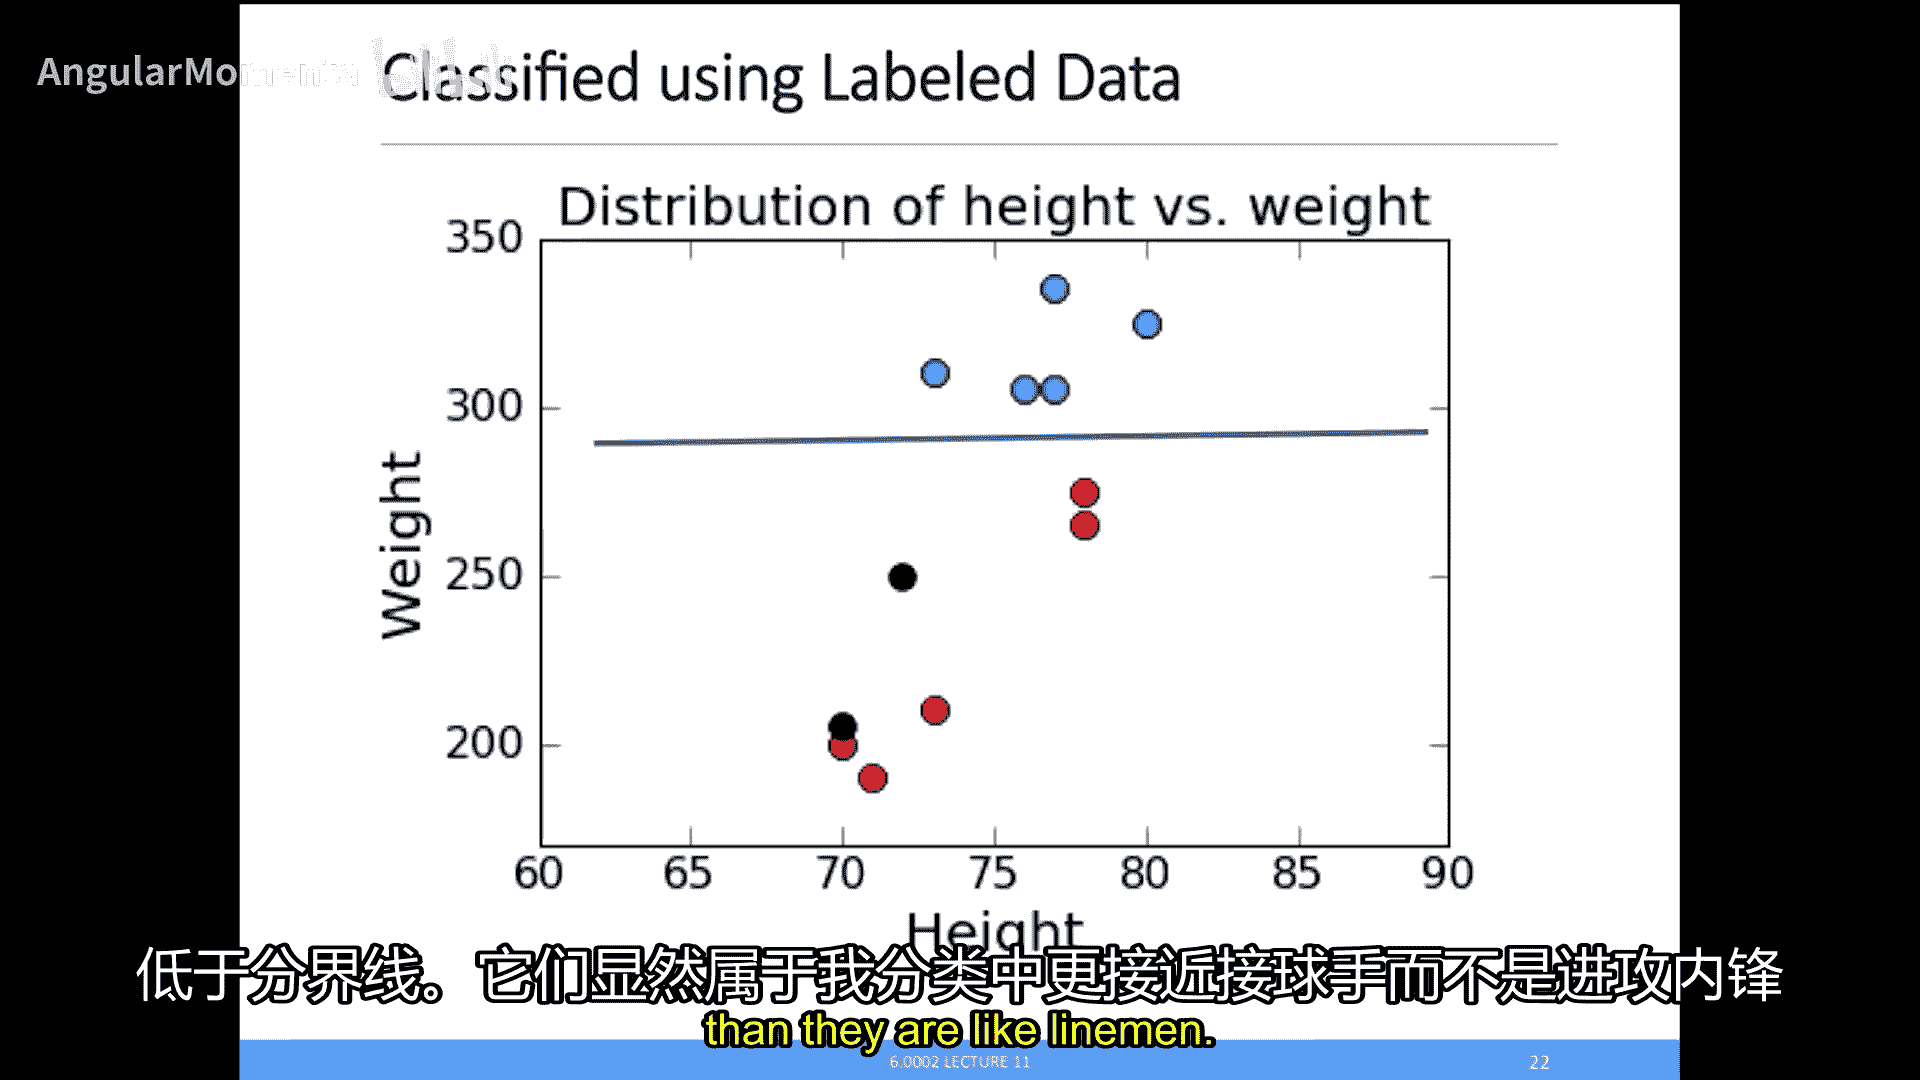 AngularMomenta
Classified using Labeled Data
Distribution of height vs. weight
350
300
250
200
Weight
60 65 70 75 80 85 90
Height
低于分界线。它们显然属于我分类中更接近接球手而不是进攻内锋
than they are like linemen.
6.0002 LECTURE 11
22